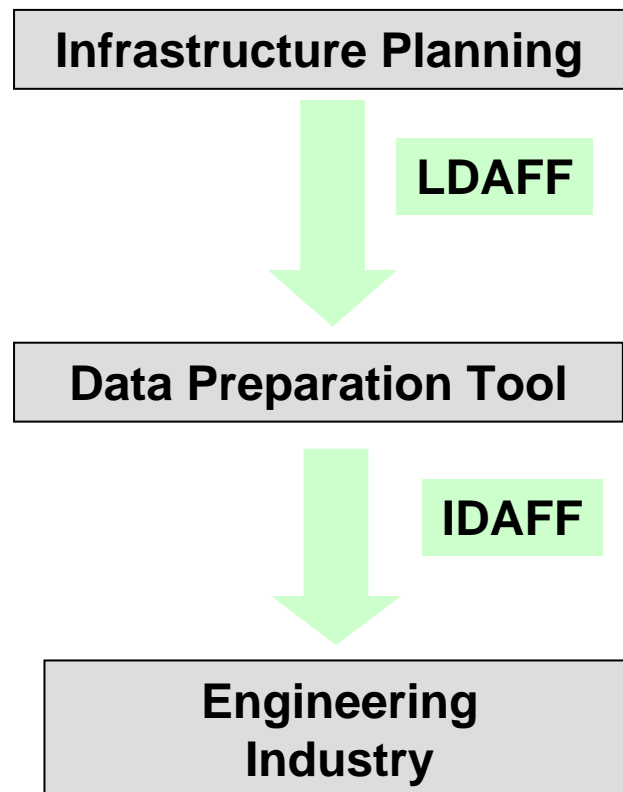 Infrastructure Planning
LDAFF
Data Preparation Tool
IDAFF
Engineering
Industry